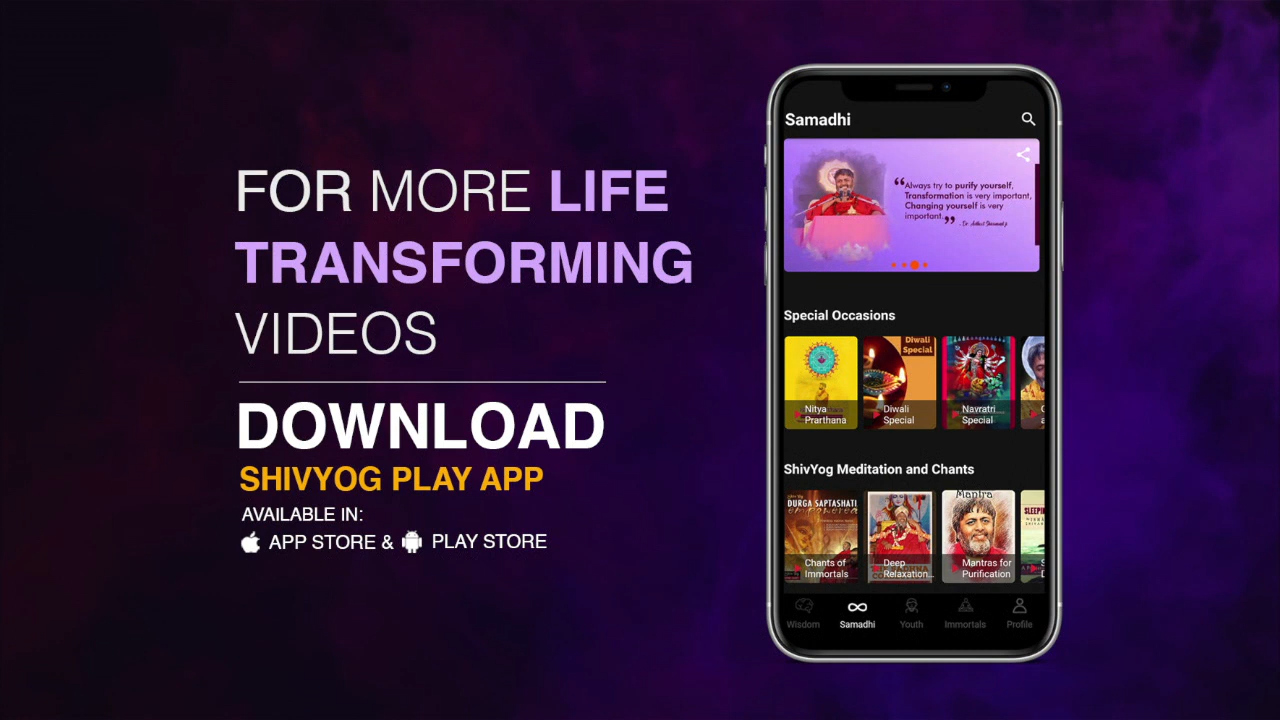 FOR MORE LIFE
TRANSFORMING
VIDEOS
DOWNLOAD
SHIVYOG PLAY APP
AVAILABLE IN:
APP STORE & PLAY STORE
Samadhi
“Always try to purify yourself,
Transformation is very important,
Changing yourself is very
important.”
Special Occasions
Diwali
Special
Nitya
Prarthana
Diwali
Special
Navratri
Special
ShivYog Meditation and Chants
DURGA SAPTASHATI
Mantra
Chants of
Immortals
Deep
Relaxation...
Mantras for
Purification
Wisdom
Samadhi
Youth
Immortals
Profile